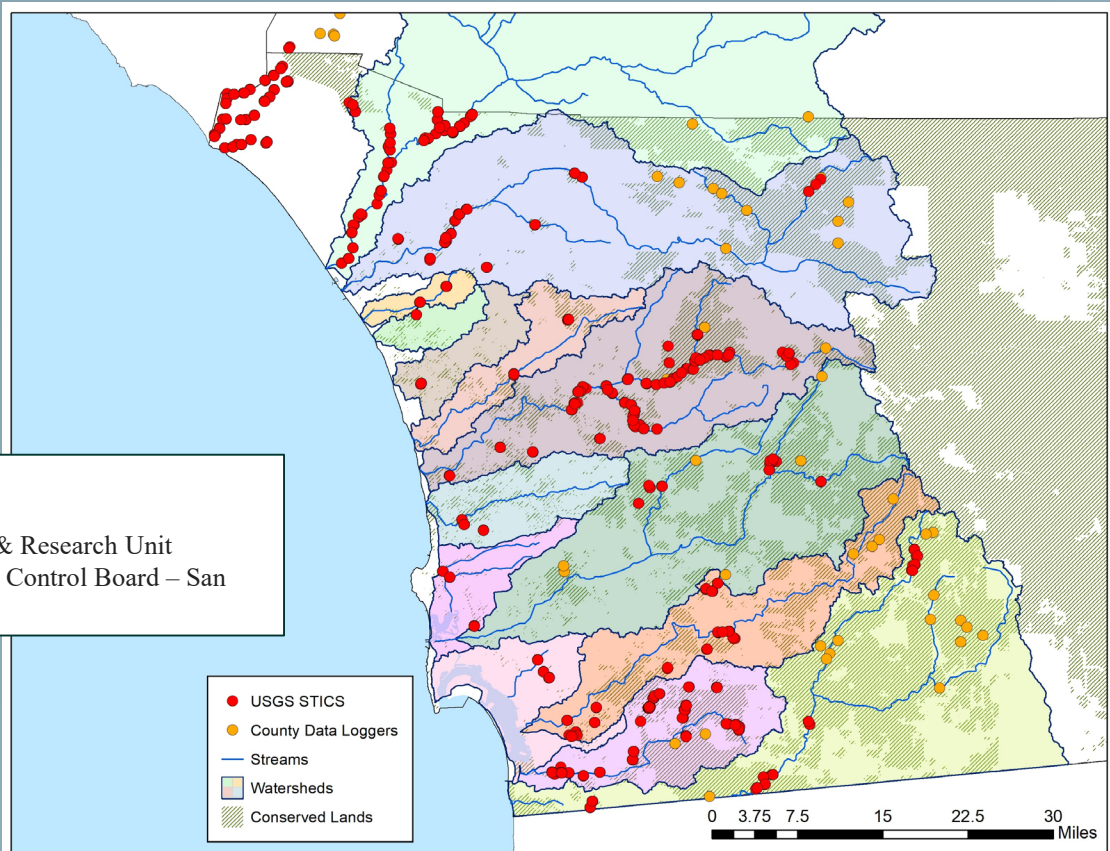 & Research Unit
Control Board – San
USGS STICS
County Data Loggers
Streams
Watersheds
Conserved Lands
0 3.75 7.5 15 22.5 30
Miles